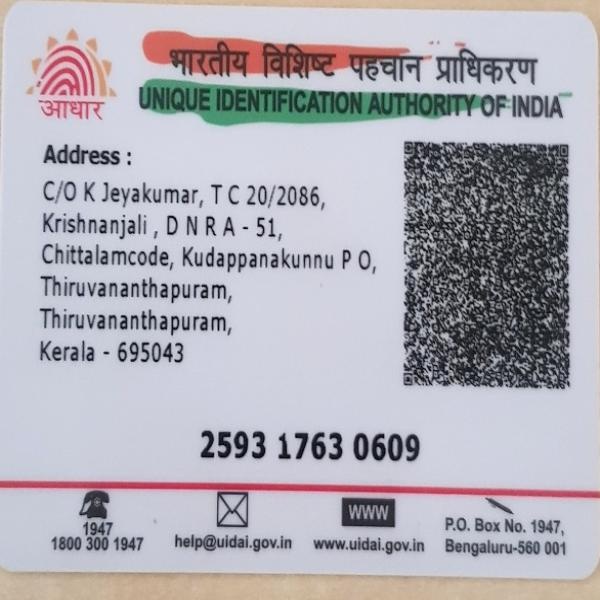 भारतीय विशिष्ट पहचान प्राधिकरण
आधार
UNIQUE IDENTIFICATION AUTHORITY OF INDIA
Address :
C/O K Jeyakumar, T C 20/2086,
Krishnanjali , D N R A - 51,
Chittalamcode, Kudappanakunnu P O,
Thiruvananthapuram,
Thiruvananthapuram,
Kerala - 695043
2593 1763 0609
1947
1800 300 1947
help@uidai.gov.in
WWW
www.uidai.gov.in
P.O. Box No. 1947,
Bengaluru-560 001